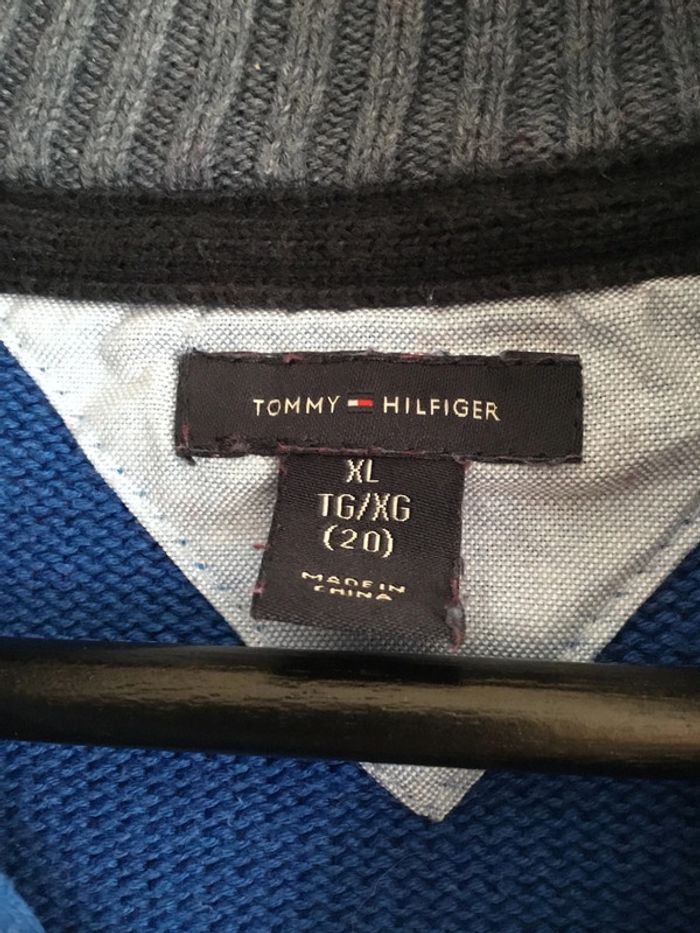 TOMMY HILFIGER
XL
TG/XG
(20)
MADE IN
CHINA